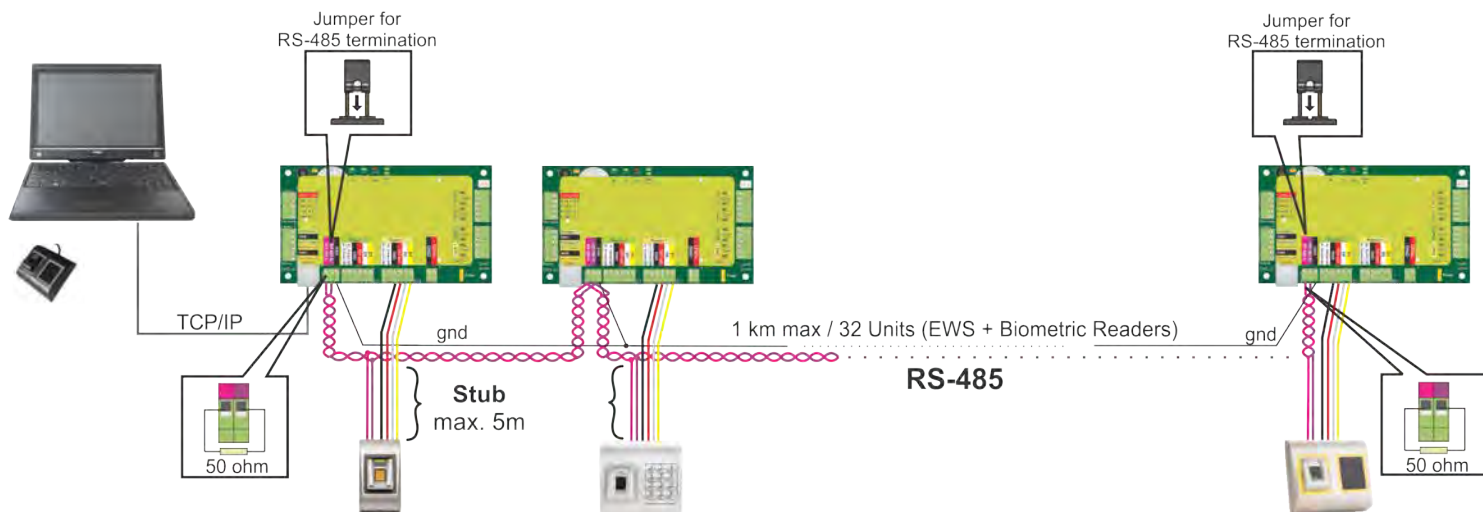 Jumper for
RS-485 termination
Jumper for
RS-485 termination
TCP/IP
gnd
1 km max / 32 Units (EWS + Biometric Readers)
gnd
RS-485
Stub
max. 5m
50 ohm
50 ohm